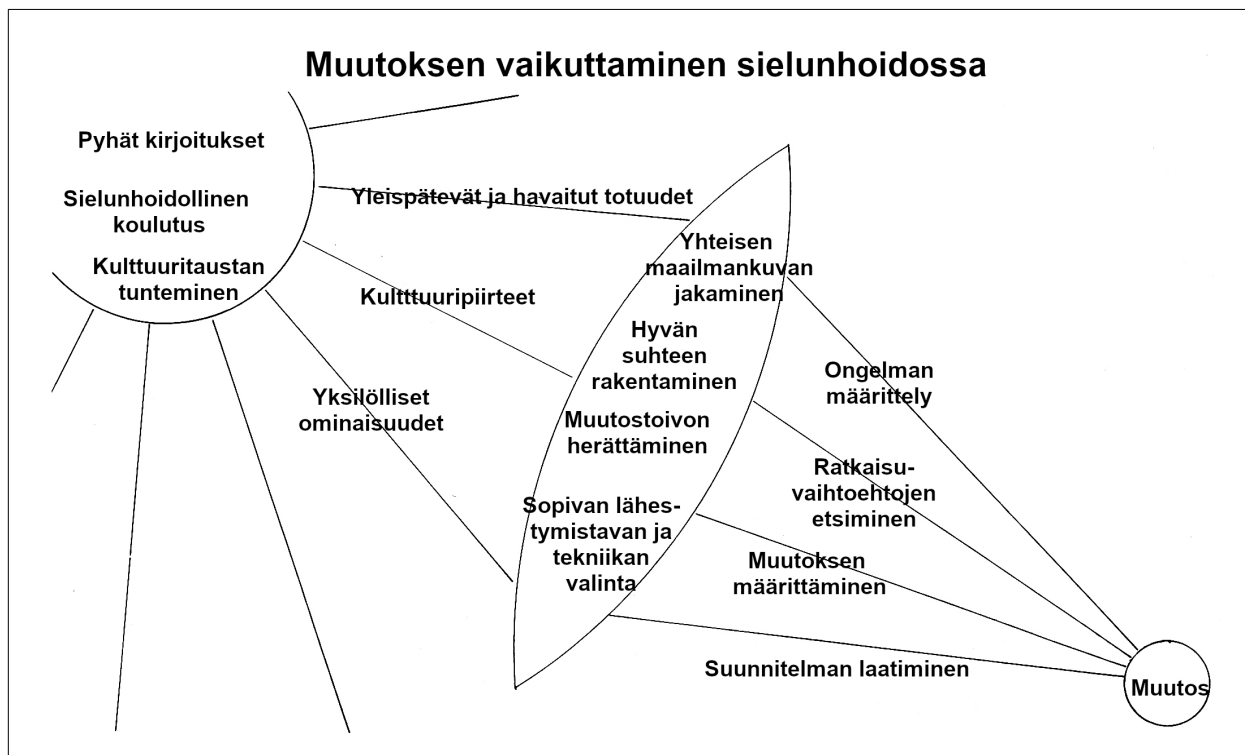 Muutoksen vaikuttaminen sielunhoidossa
Pyhät kirjoitukset
Sielunhoidollinen
koulutus
Kulttuuritaustan
tunteminen
Yleispätevät ja havaitut totuudet
Kultttuuripiirteet
Yksilölliset
ominaisuudet
Yhteisen
maailmankuvan
jakaminen
Hyvän
suhteen
rakentaminen
Muutostoivon
herättäminen
Sopivan lähes-
tymistavan ja
tekniikan
valinta
Ongelman
määrittely
Ratkaisu-
vaihtoehtojen
etsiminen
Muutoksen
määrittäminen
Suunnitelman laatiminen
Muutos